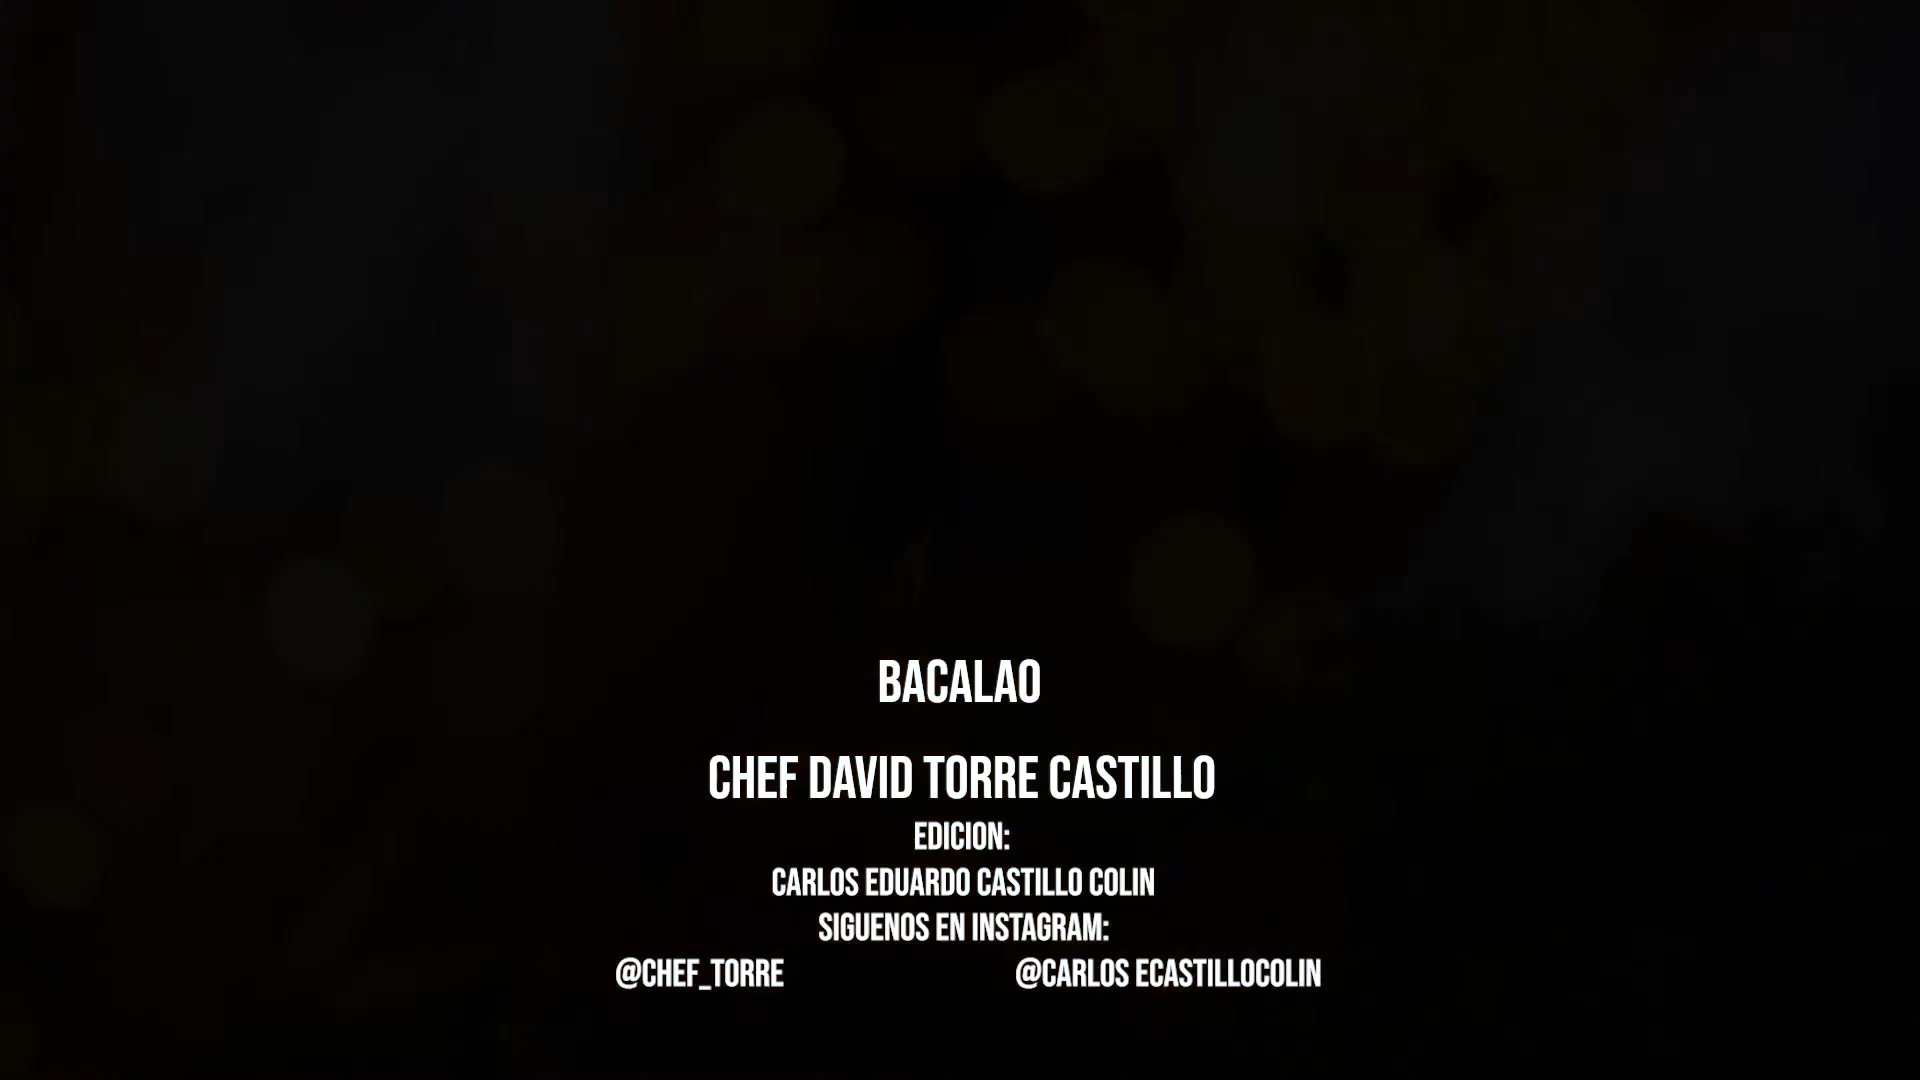 BACALAO
CHEF DAVID TORRE CASTILLO
EDICION:
CARLOS EDUARDO CASTILLO COLIN
SIGUENOS EN INSTAGRAM:
@CHEF_TORRE @CARLOS ECASTILLOCOLIN